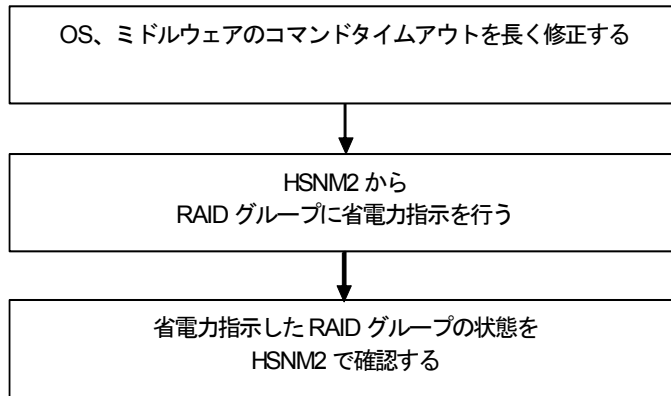 OS、ミドルウェアのコマンドタイムアウトを長く修正する
HSNM2 から
RAID グループに省電力指示を行う
省電力指示した RAID グループの状態を
HSNM2 で確認する